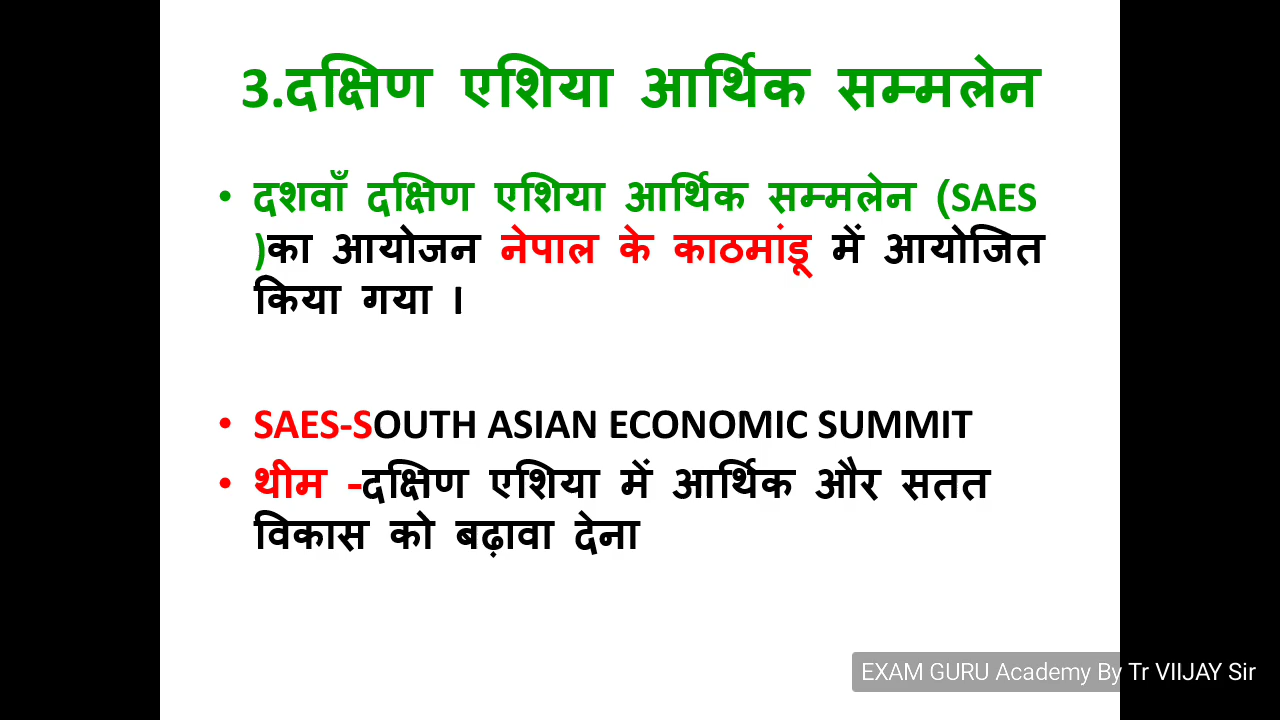 3.दक्षिण एशिया आर्थिक सम्मलेन
• दशवाँ दक्षिण एशिया आर्थिक सम्मलेन (SAES
)का आयोजन नेपाल के काठमांडू में आयोजित
किया गया ।
• SAES-SOUTH ASIAN ECONOMIC SUMMIT
• थीम -दक्षिण एशिया में आर्थिक और सतत
विकास को बढ़ावा देना
EXAM GURU Academy By Tr VIIJAY Sir